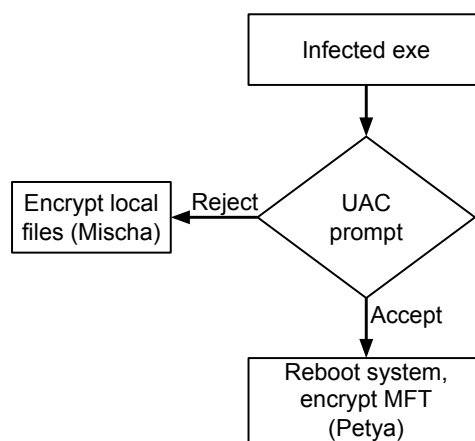 Infected exe
UAC
prompt
Reject
Encrypt local
files (Mischa)
Accept
Reboot system,
encrypt MFT
(Petya)